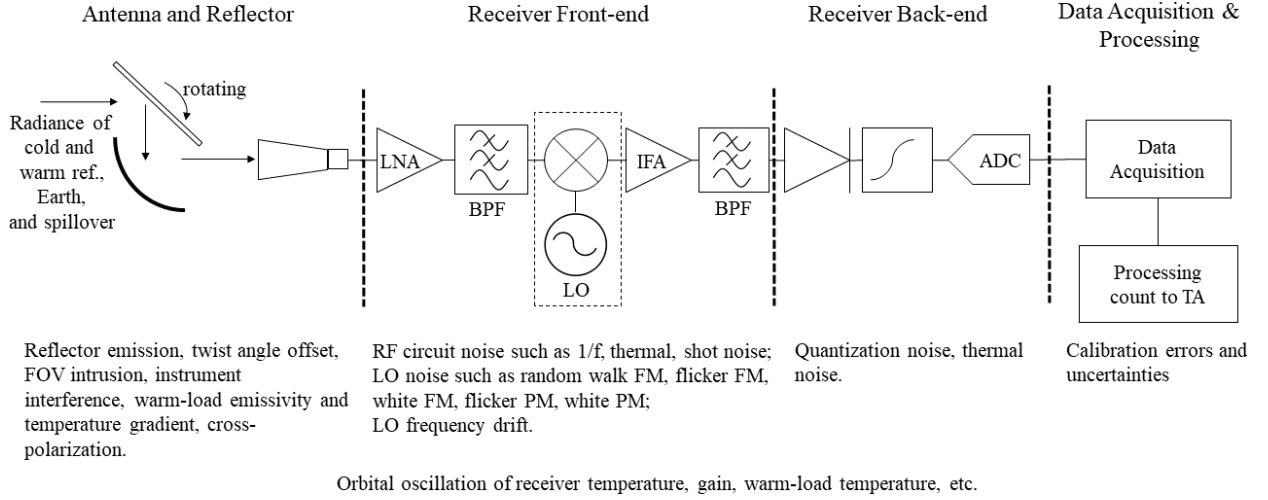 Antenna and Reflector
Receiver Front-end
Receiver Back-end
Data Acquisition &
Processing
rotating
Radiance of
cold and
warm ref.,
Earth,
and spillover
LNA
BPF
LO
IFA
BPF
ADC
Data
Acquisition
Processing
count to TA
Reflector emission, twist angle offset,
FOV intrusion, instrument
interference, warm-load emissivity and
temperature gradient, cross-
polarization.
RF circuit noise such as 1/f, thermal, shot noise;
LO noise such as random walk FM, flicker FM,
white FM, flicker PM, white PM;
LO frequency drift.
Quantization noise, thermal
noise.
Calibration errors and
uncertainties
Orbital oscillation of receiver temperature, gain, warm-load temperature, etc.